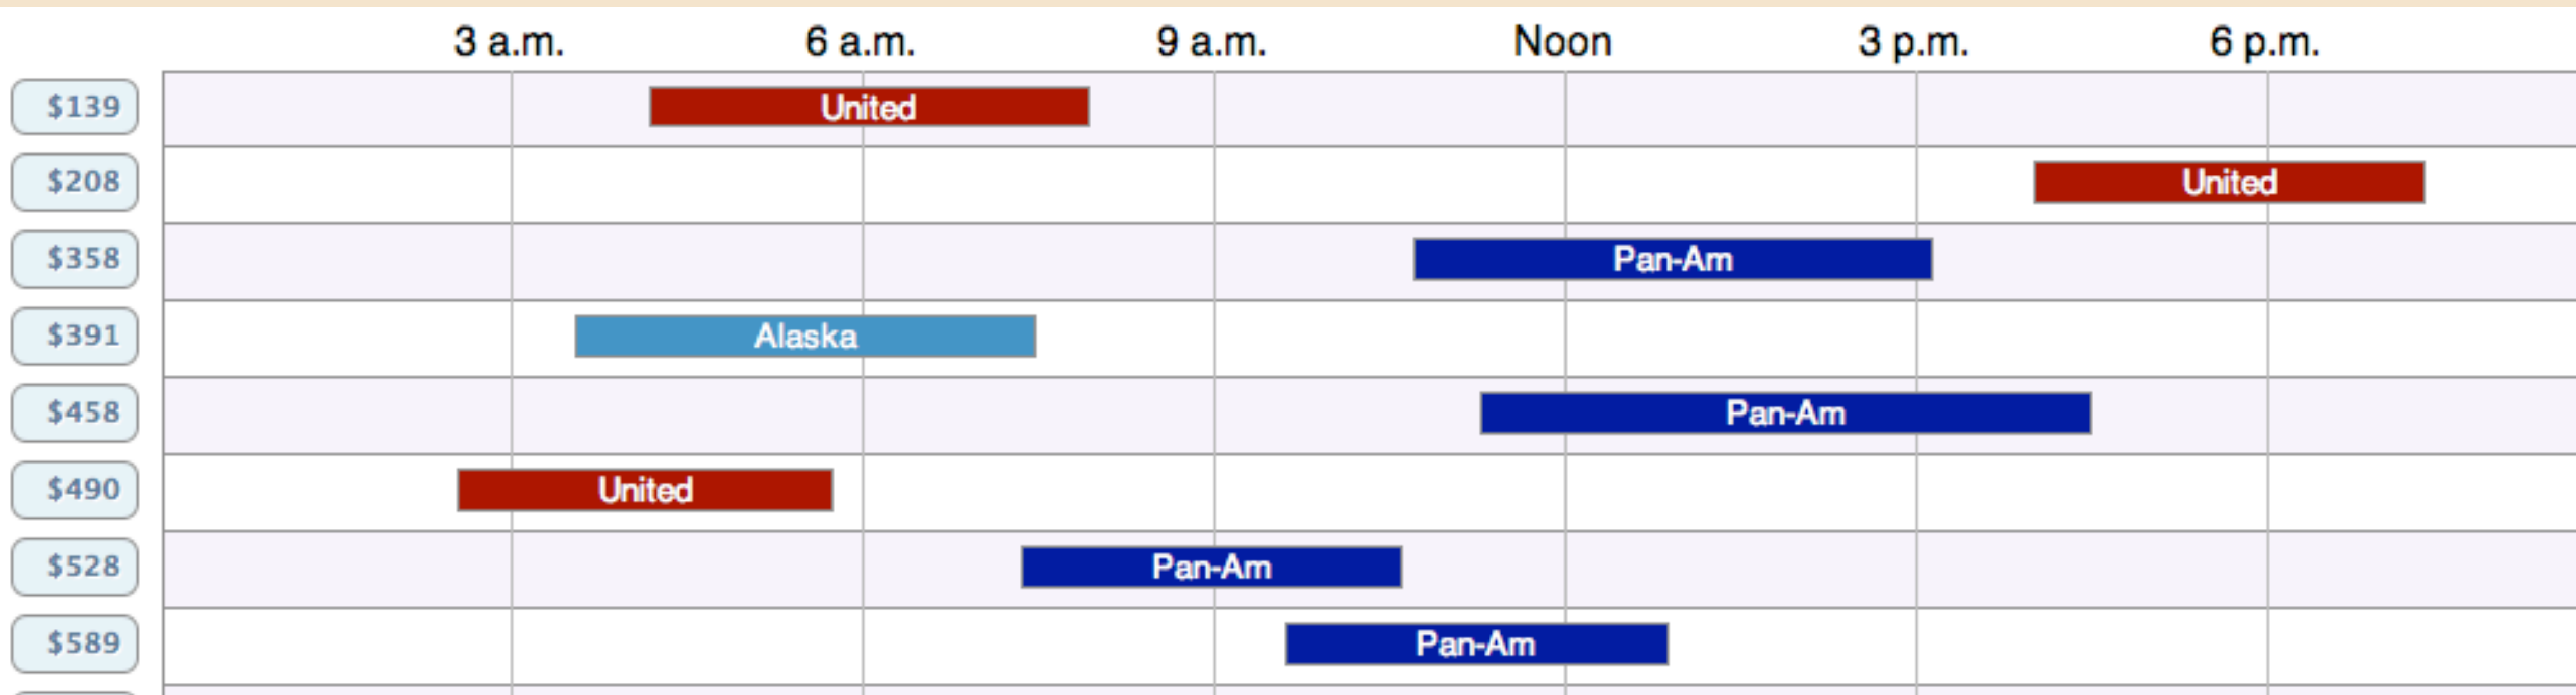 3 a.m. 6 a.m. 9 a.m. Noon 3 p.m. 6 p.m.
$139 United
$208 United
$358 Pan-Am
$391 Alaska
$458 Pan-Am
$490 United
$528 Pan-Am
$589 Pan-Am